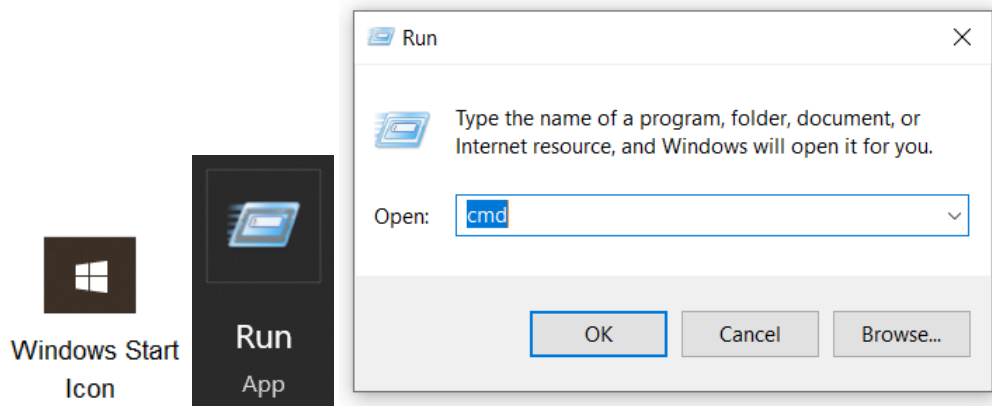 Windows Start
Icon
Run
App
Run
Type the name of a program, folder, document, or
Internet resource, and Windows will open it for you.
Open:
cmd
OK
Cancel
Browse...